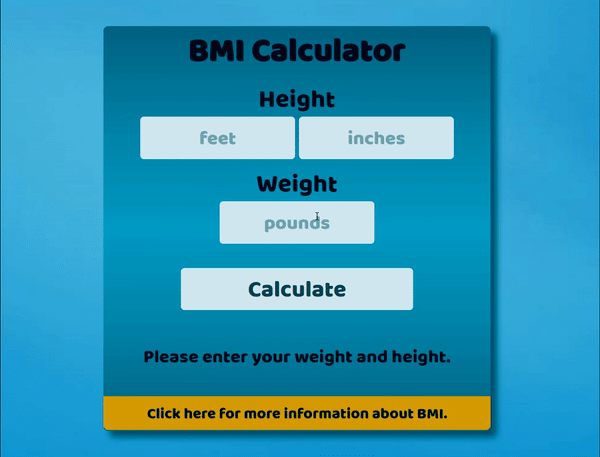 BMI Calculator
Height
feet inches
Weight
pounds
Calculate
Please enter your weight and height.
Click here for more information about BMI.